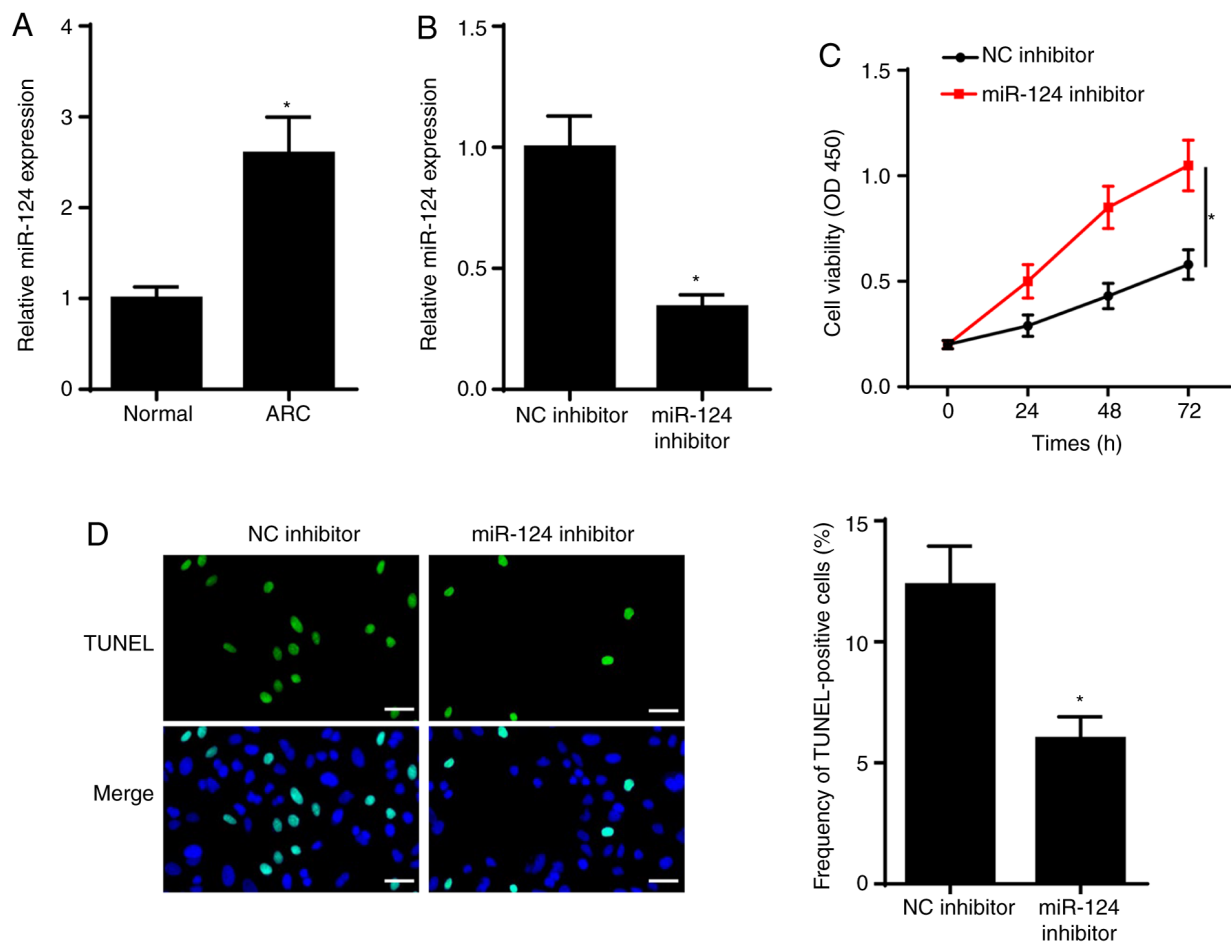 A
Relative miR-124 expression
4
3
2
1
0
*
Normal
ARC
B
Relative miR-124 expression
1.5
1.0
0.5
0.0
*
NC inhibitor
miR-124
inhibitor
C
NC inhibitor
miR-124 inhibitor
Cell viability (OD 450)
1.5
1.0
0.5
0.0
*
0
24
48
72
Times (h)
D
NC inhibitor
miR-124 inhibitor
TUNEL
Merge
Frequency of TUNEL-positive cells (%)
15
10
5
0
*
NC inhibitor
miR-124
inhibitor